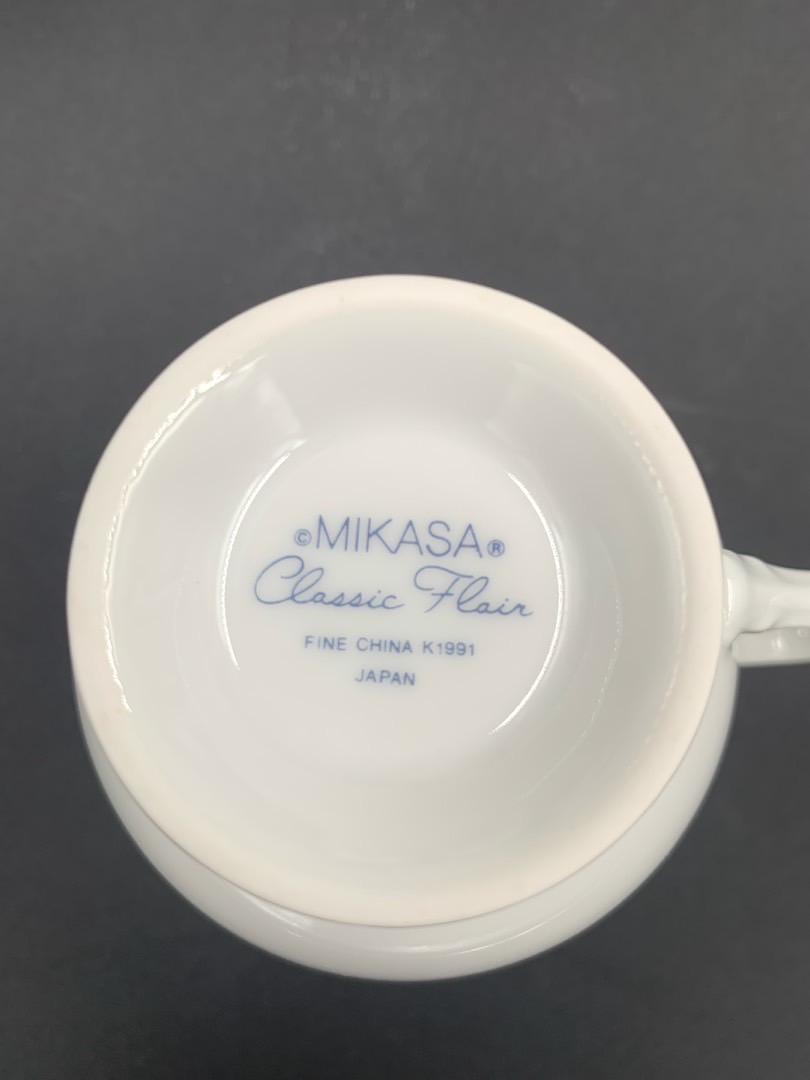 ©MIKASA®
Classic Flair
FINE CHINA K1991
JAPAN